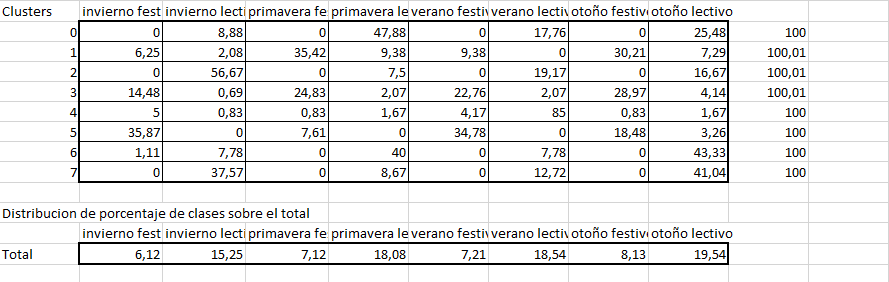 Clusters invierno fest invierno lecti primavera fe primavera le verano festiv verano lectiv otoño festivo otoño lectivo
0 0 8,88 0 47,88 0 17,76 0 25,48 100
1 6,25 2,08 35,42 9,38 9,38 0 30,21 7,29 100,01
2 0 56,67 0 7,5 0 19,17 0 16,67 100,01
3 14,48 0,69 24,83 2,07 22,76 2,07 28,97 4,14 100,01
4 5 0,83 0,83 1,67 4,17 85 0,83 1,67 100
5 35,87 0 7,61 0 34,78 0 18,48 3,26 100
6 1,11 7,78 0 40 0 7,78 0 43,33 100
7 0 37,57 0 8,67 0 12,72 0 41,04 100
Distribucion de porcentaje de clases sobre el total
invierno fest invierno lecti primavera fe primavera le verano festiv verano lectiv otoño festivo otoño lectivo
Total 6,12 15,25 7,12 18,08 7,21 18,54 8,13 19,54